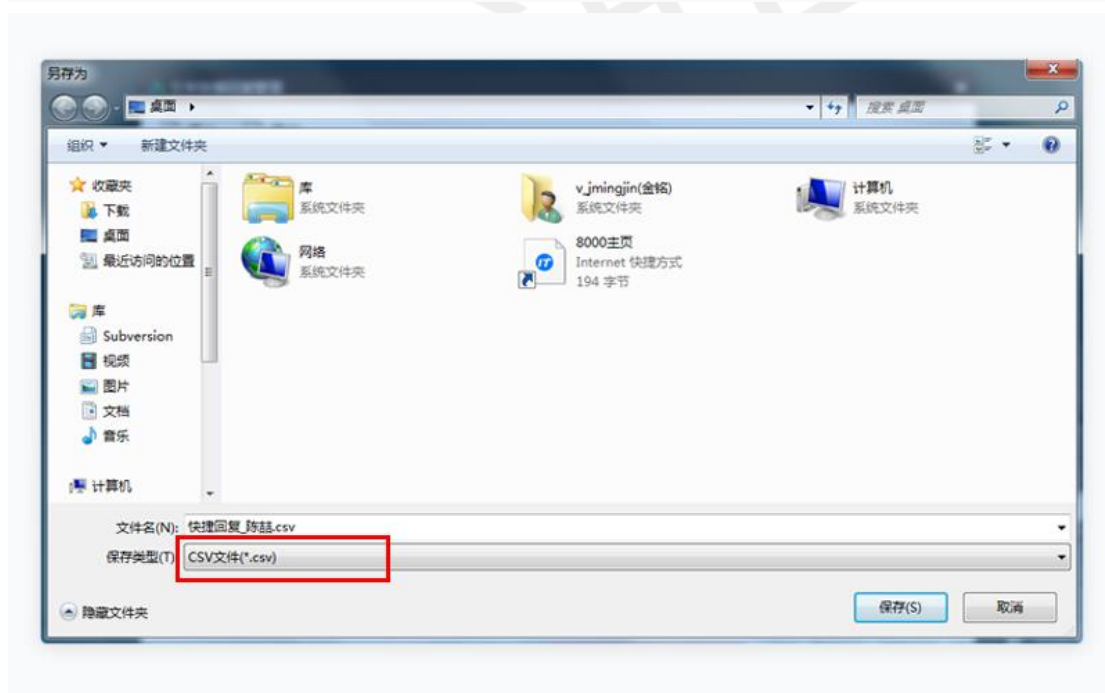 另存为
桌面
搜索 桌面
组织
新建文件夹
收藏夹
下载
桌面
最近访问的位置
库
Subversion
视频
图片
文档
音乐
计算机
库
系统文件夹
v_jmingjin(金铭)
系统文件夹
计算机
系统文件夹
网络
系统文件夹
8000主页
Internet 快捷方式
194 字节
文件名(N): 快捷回复_陈喆.csv
保存类型(T) CSV文件(*.csv)
隐藏文件夹
保存(S)
取消